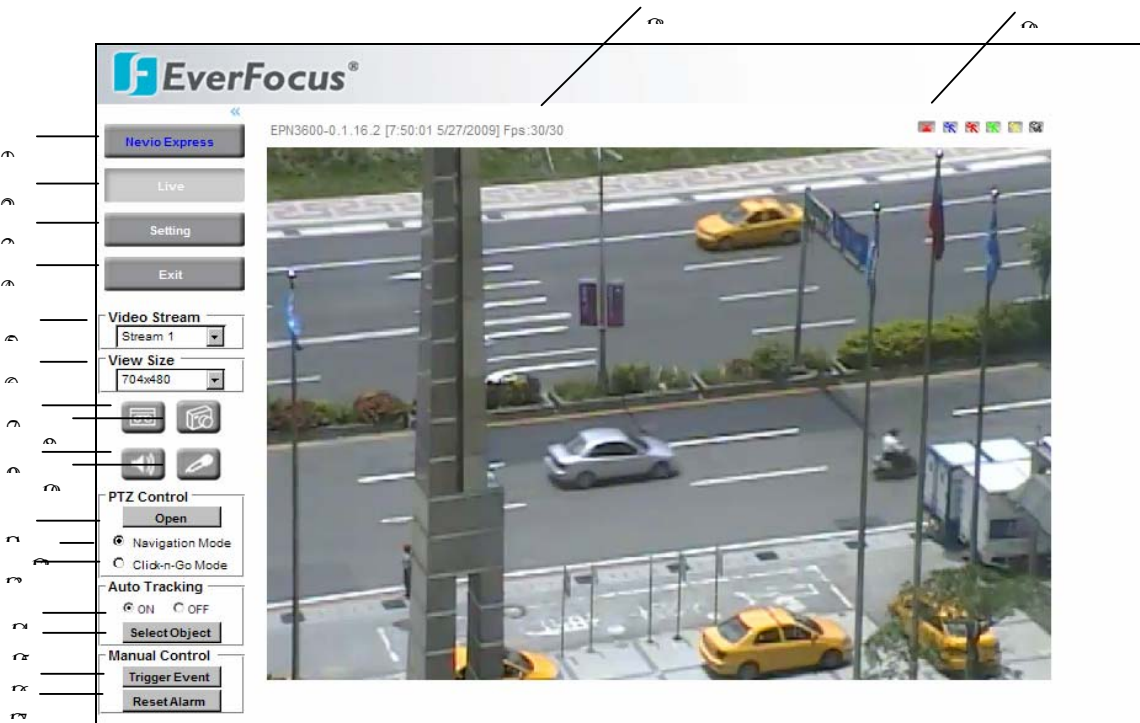 EverFocus®
«
EPN3600-0.1.16.2 [7:50:01 5/27/2009] Fps:30/30
Nevio Express
Live
Setting
Exit
Video Stream
Stream 1
View Size
704x480
PTZ Control
Open
Navigation Mode
Click-n-Go Mode
Auto Tracking
ON OFF
Select Object
Manual Control
Trigger Event
Reset Alarm